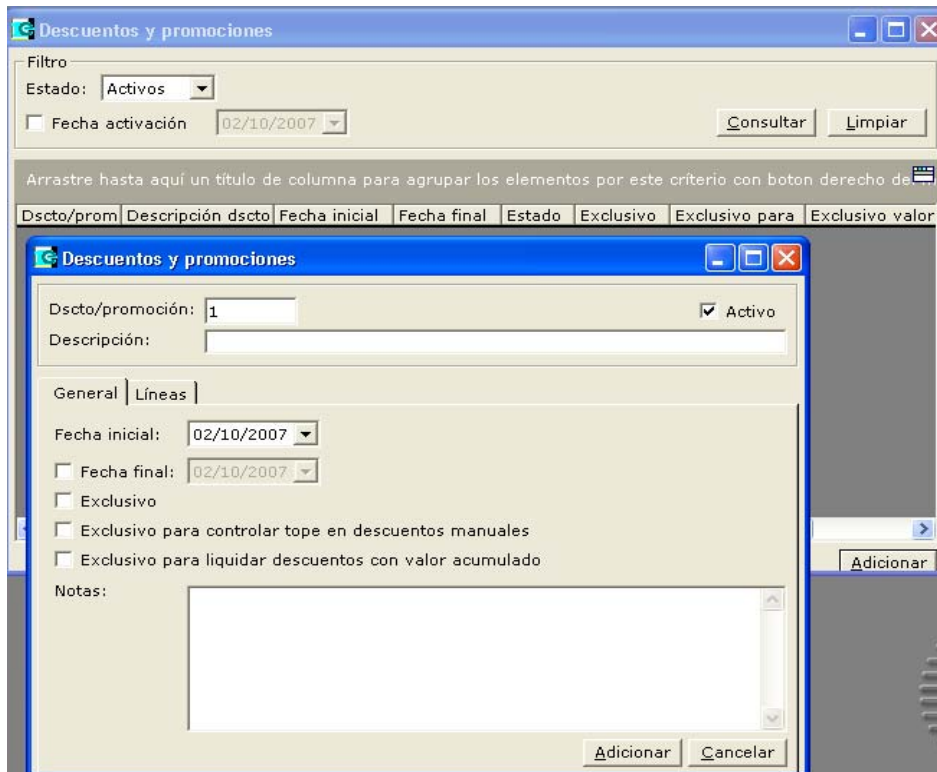 Descuentos y promociones
Filtro
Estado: Activos
Fecha activación 02/10/2007
Consultar Limpiar
Arrastre hasta aquí un título de columna para agrupar los elementos por este críterio con boton derecho de
Dscto/prom Descripción dscto Fecha inicial Fecha final Estado Exclusivo Exclusivo para Exclusivo valor
Descuentos y promociones
Dscto/promoción: 1 Activo
Descripción:
General Líneas
Fecha inicial: 02/10/2007
Fecha final: 02/10/2007
Exclusivo
Exclusivo para controlar tope en descuentos manuales
Exclusivo para liquidar descuentos con valor acumulado
Adicionar
Notas:
Adicionar Cancelar